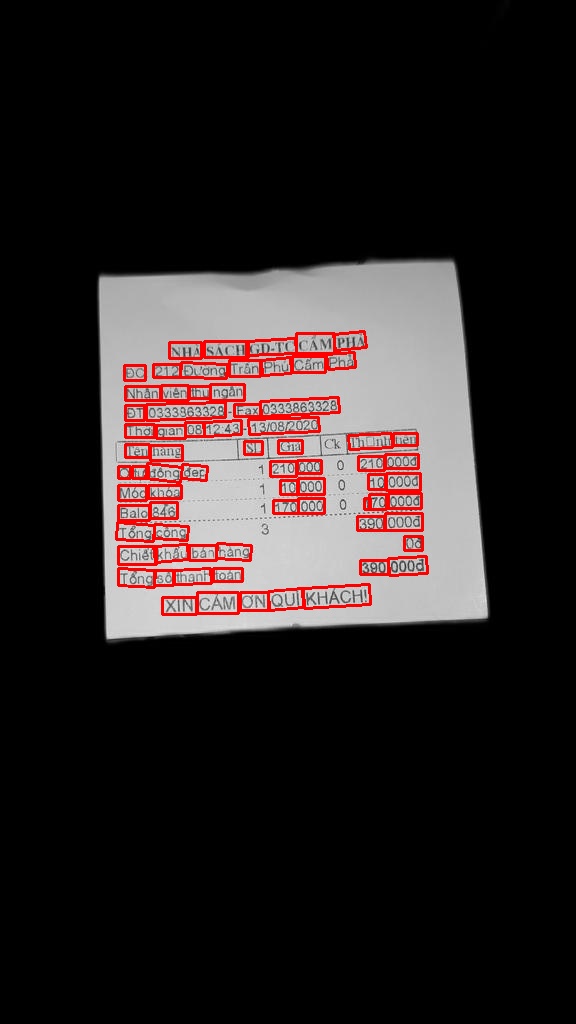 NHÀ SÁCH GD-TC CẨM PHẢ
ĐC 212 Đường Trần Phú Cẩm Phả
Nhân viên thu ngân
ĐT 0333863328 - Fax 0333863328
Thời gian 08 12:43 - 13/08/2020
Tên hàng SL Giá Ck Thành tiền
đông đẹp 1 210 000 0 210 000đ
Móc khóa 1 10 000 0 10 000đ
Balo 846 1 170 000 0 170 000đ
Tổng cộng 3 390 000đ
Chiết khấu bán hàng 0đ
Tổng số thanh toán 390 000đ
XIN CẢM ƠN QUÍ KHÁCH!